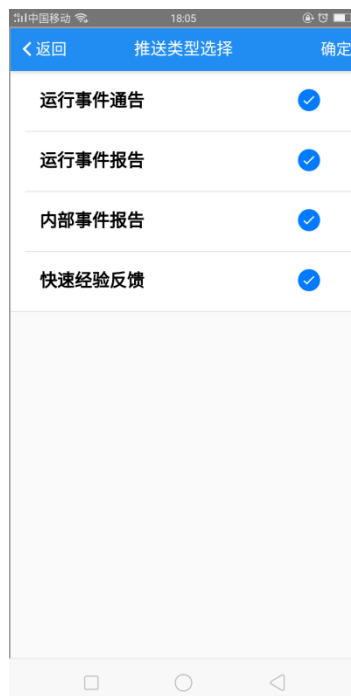 中国移动 18:05
返回 推送类型选择 确定
运行事件通告
运行事件报告
内部事件报告
快速经验反馈